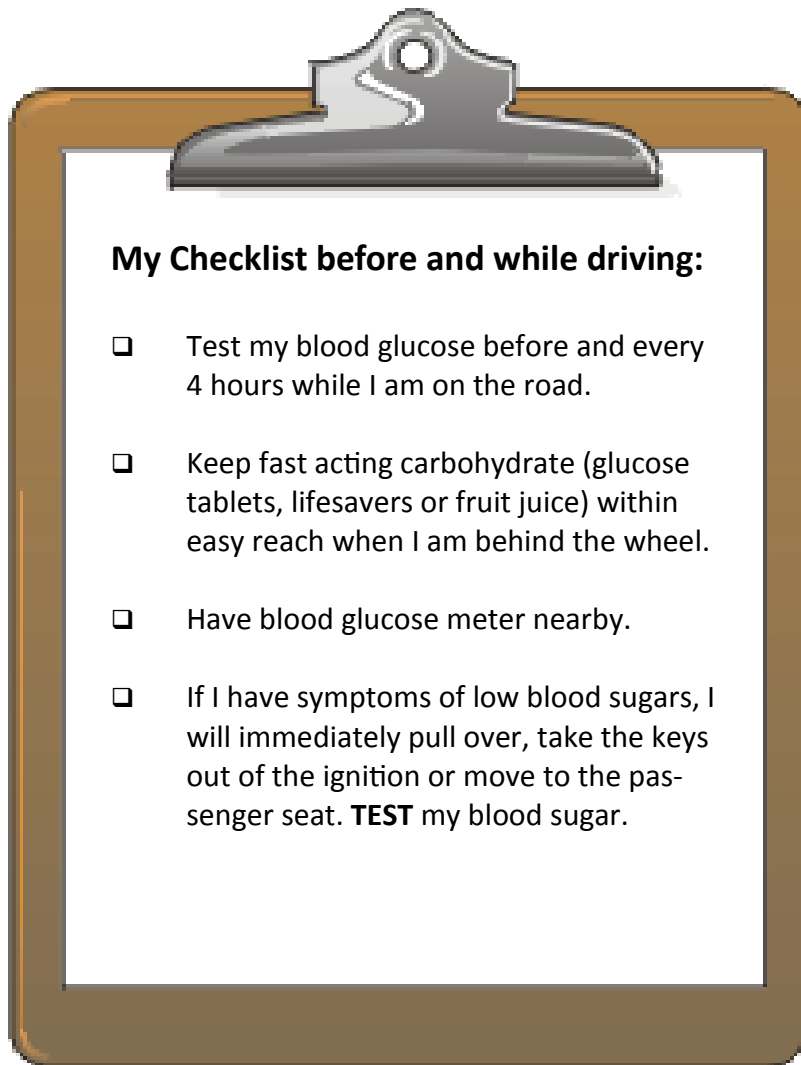 My Checklist before and while driving:
❑ Test my blood glucose before and every
4 hours while I am on the road.
❑ Keep fast acting carbohydrate (glucose
tablets, lifesavers or fruit juice) within
easy reach when I am behind the wheel.
❑ Have blood glucose meter nearby.
❑ If I have symptoms of low blood sugars, I
will immediately pull over, take the keys
out of the ignition or move to the pas-
senger seat. TEST my blood sugar.